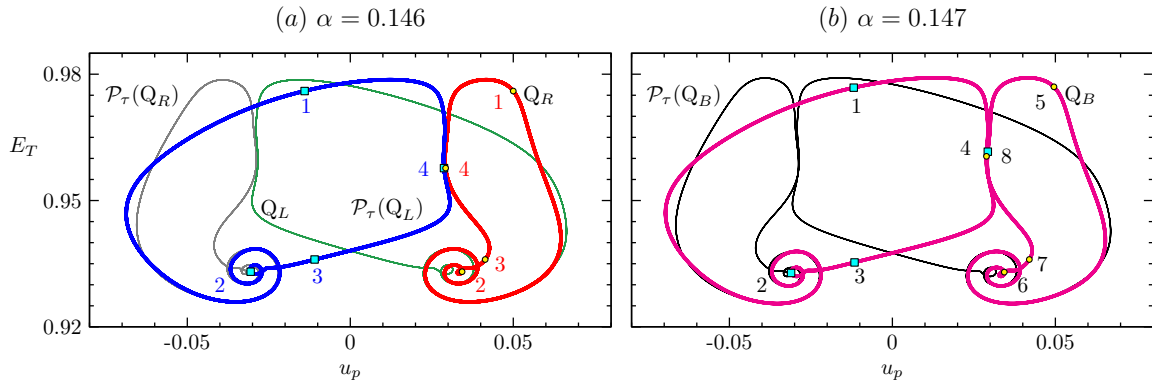 (a) α = 0.146
(b) α = 0.147
0.98
0.95
0.92
E_T
P_τ(Q_R)
1
1
Q_R
4
4
Q_L
P_τ(Q_L)
2
3
2
3
-0.05
0
0.05
u_p
P_τ(Q_B)
1
5
Q_B
4
8
2
3
6
7
-0.05
0
0.05
u_p